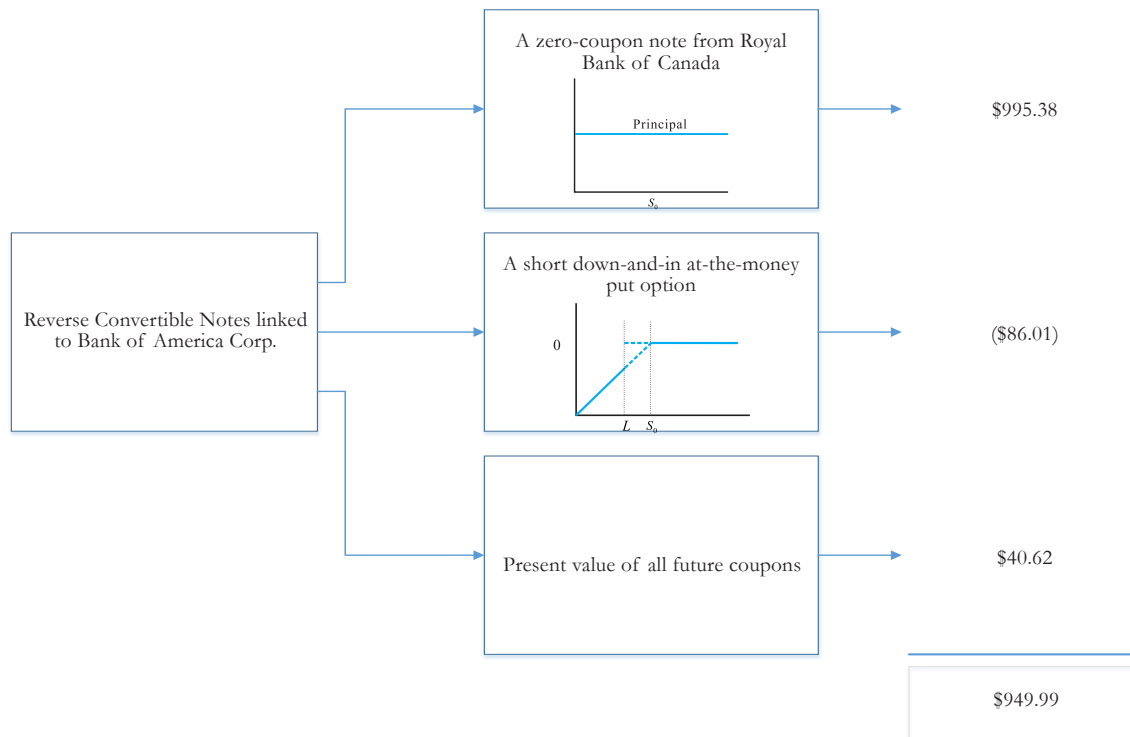 A zero-coupon note from Royal
Bank of Canada
Principal
S₀
$995.38
Reverse Convertible Notes linked
to Bank of America Corp.
A short down-and-in at-the-money
put option
0
L S₀
($86.01)
Present value of all future coupons
$40.62
$949.99